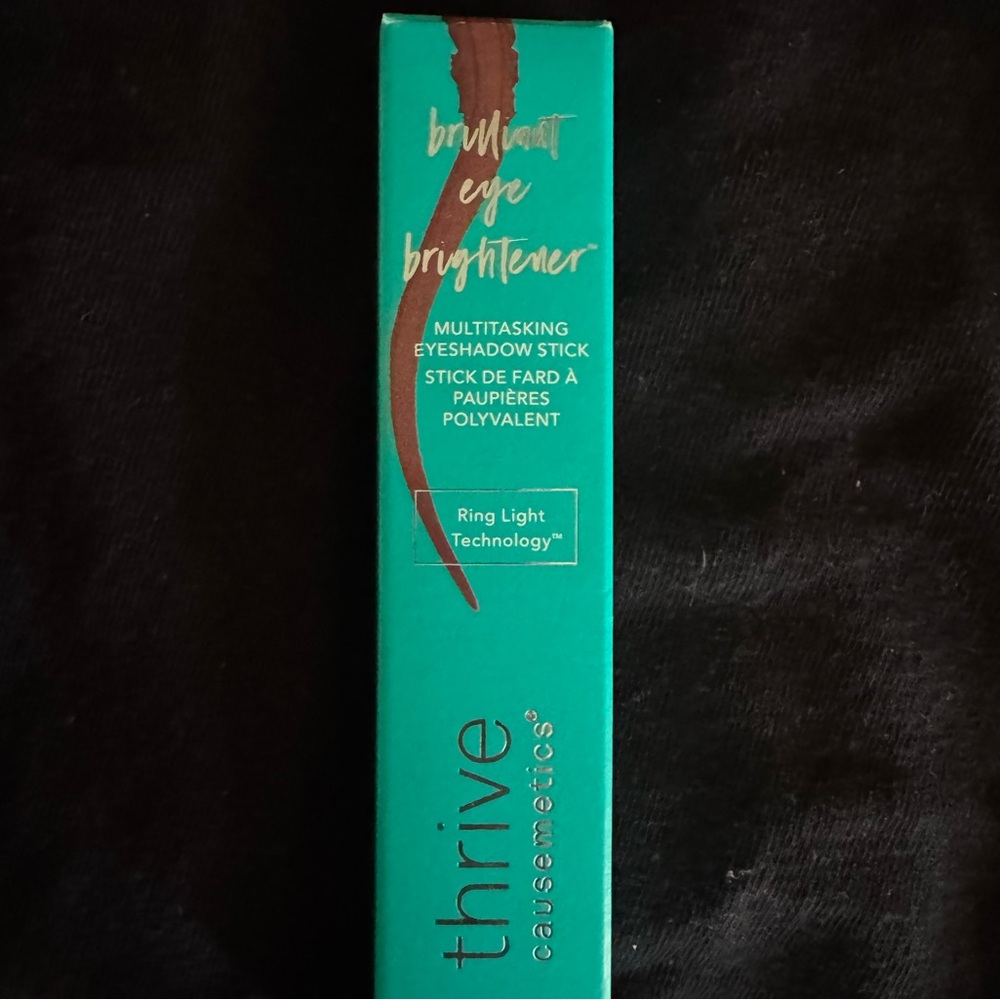 brilliant
eye
brightener™
MULTITASKING
EYESHADOW STICK
STICK DE FARD À
PAUPIÈRES
POLYVALENT
Ring Light
Technology™
thrive
causemetics®